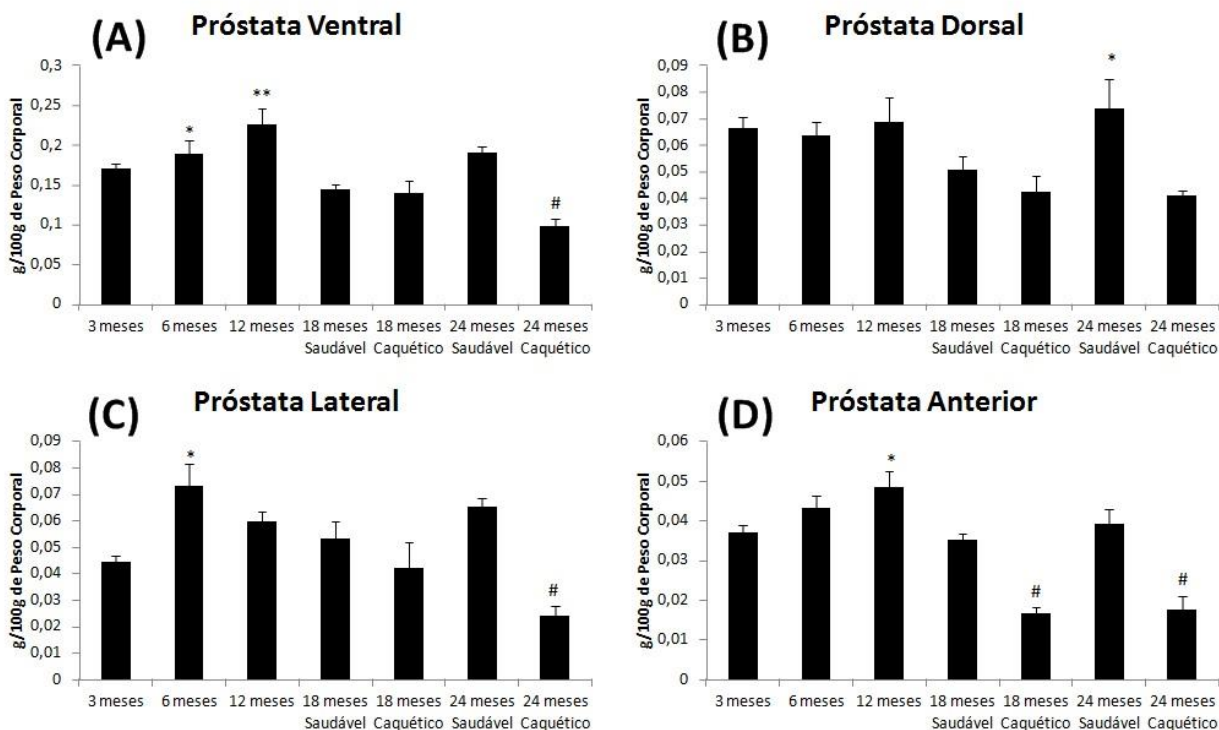 (A) Próstata Ventral
g/100g de Peso Corporal
0,3
0,25
0,2
0,15
0,1
0,05
0
*
**
#
3 meses 6 meses 12 meses 18 meses 18 meses 24 meses 24 meses
Saudável Caquético Saudável Caquético
(B) Próstata Dorsal
g/100g de Peso Corporal
0,09
0,08
0,07
0,06
0,05
0,04
0,03
0,02
0,01
0
*
3 meses 6 meses 12 meses 18 meses 18 meses 24 meses 24 meses
Saudável Caquético Saudável Caquético
(C) Próstata Lateral
g/100g de Peso Corporal
0,09
0,08
0,07
0,06
0,05
0,04
0,03
0,02
0,01
0
*
#
3 meses 6 meses 12 meses 18 meses 18 meses 24 meses 24 meses
Saudável Caquético Saudável Caquético
(D) Próstata Anterior
g/100g de Peso Corporal
0,06
0,05
0,04
0,03
0,02
0,01
0
*
#
#
3 meses 6 meses 12 meses 18 meses 18 meses 24 meses 24 meses
Saudável Caquético Saudável Caquético